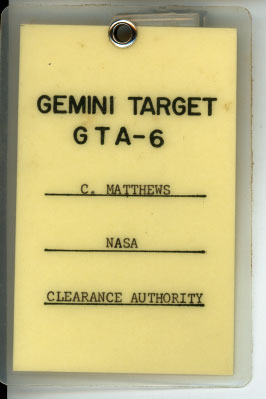 GEMINI TARGET
GTA-6
C. MATTHEWS
NASA
CLEARANCE AUTHORITY